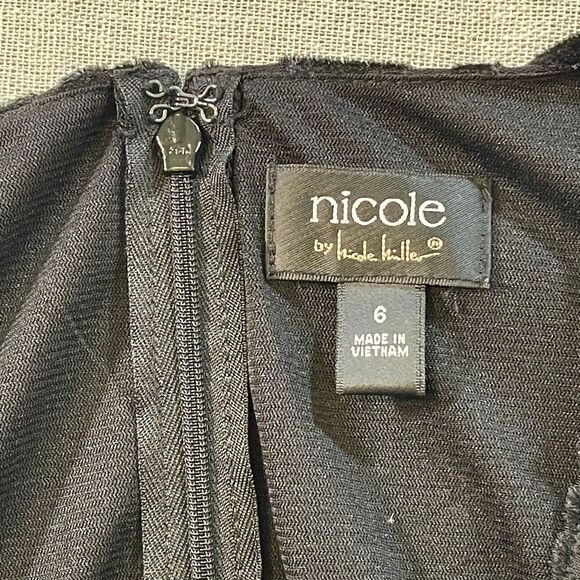 nicole
by nicole miller ®
6
MADE IN
VIETNAM